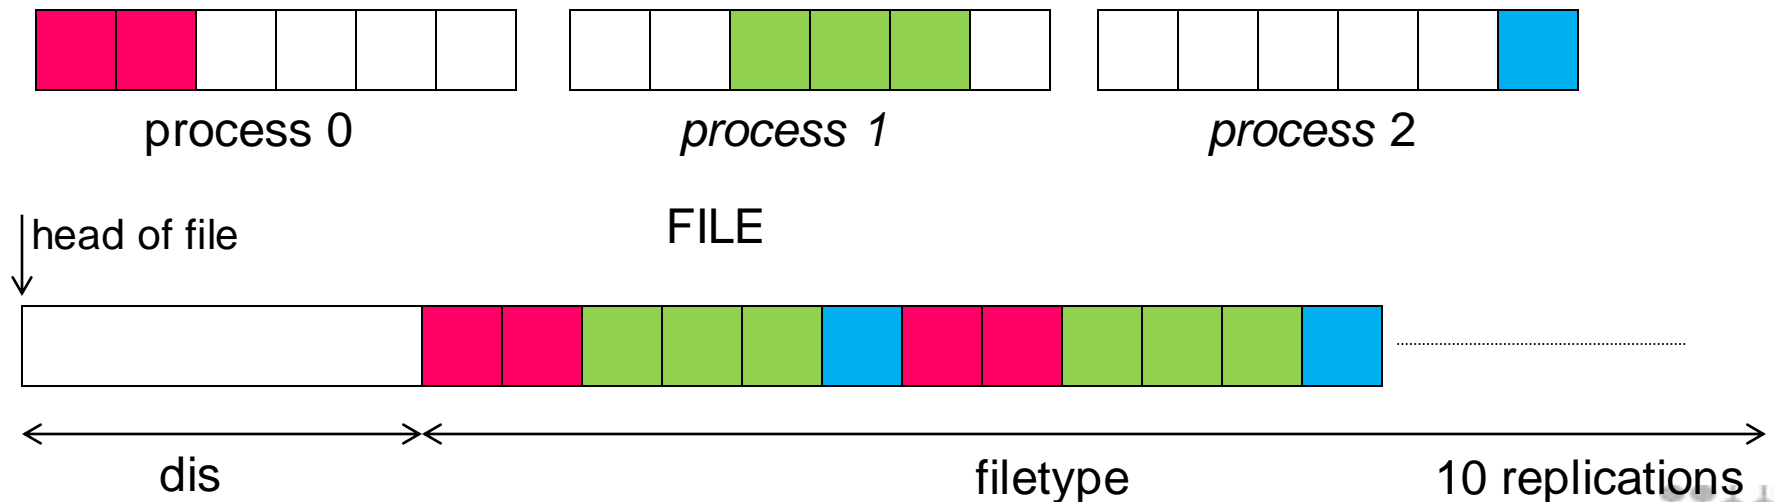 process 0
process 1
process 2
head of file
FILE
dis
filetype
10 replications